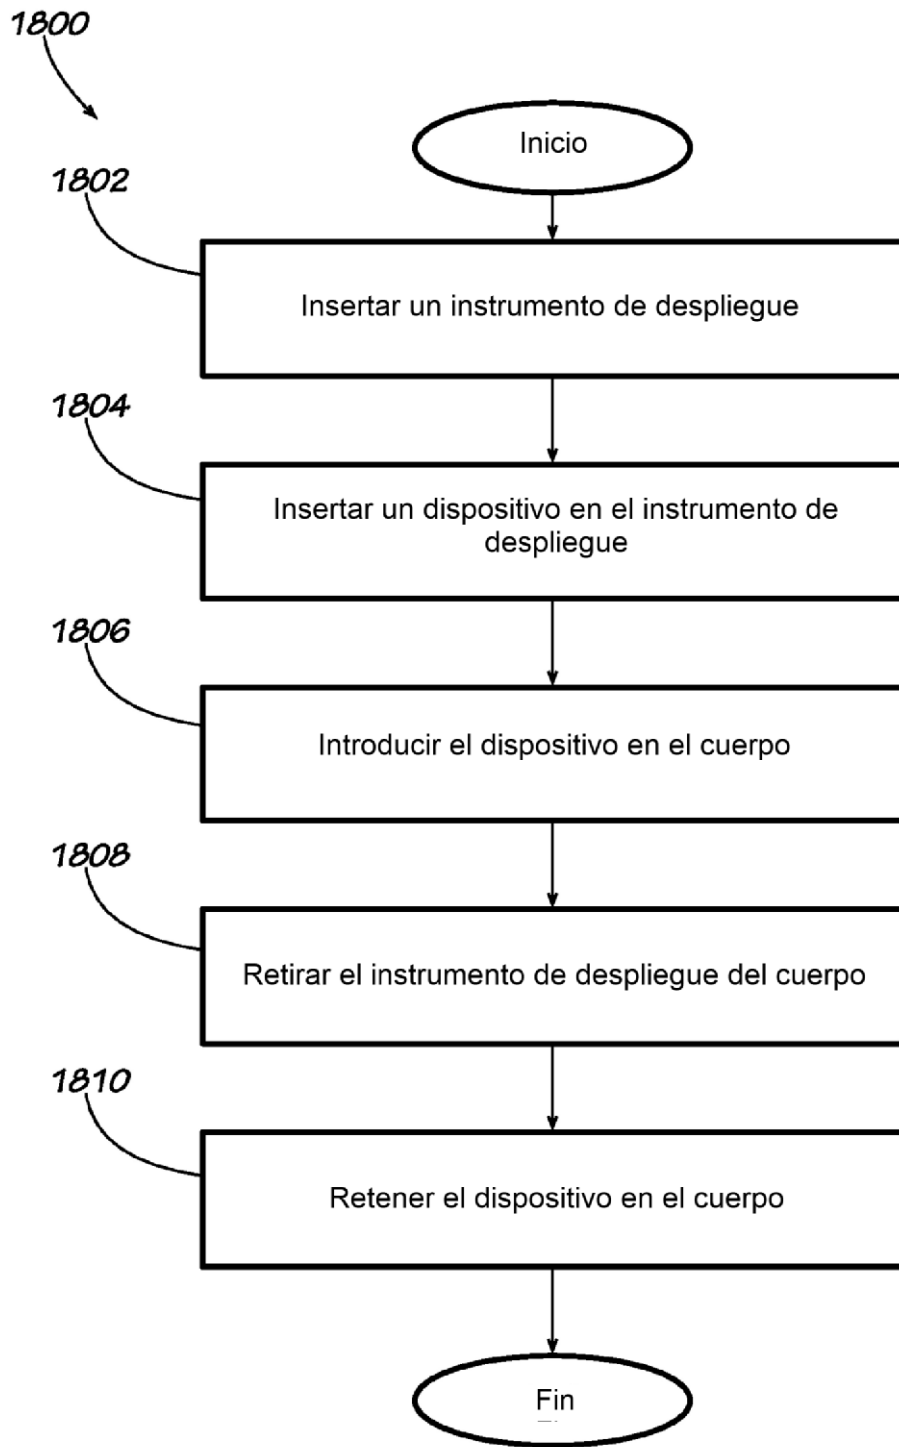 1800
Inicio
1802
Insertar un instrumento de despliegue
1804
Insertar un dispositivo en el instrumento de
despliegue
1806
Introducir el dispositivo en el cuerpo
1808
Retirar el instrumento de despliegue del cuerpo
1810
Retener el dispositivo en el cuerpo
Fin